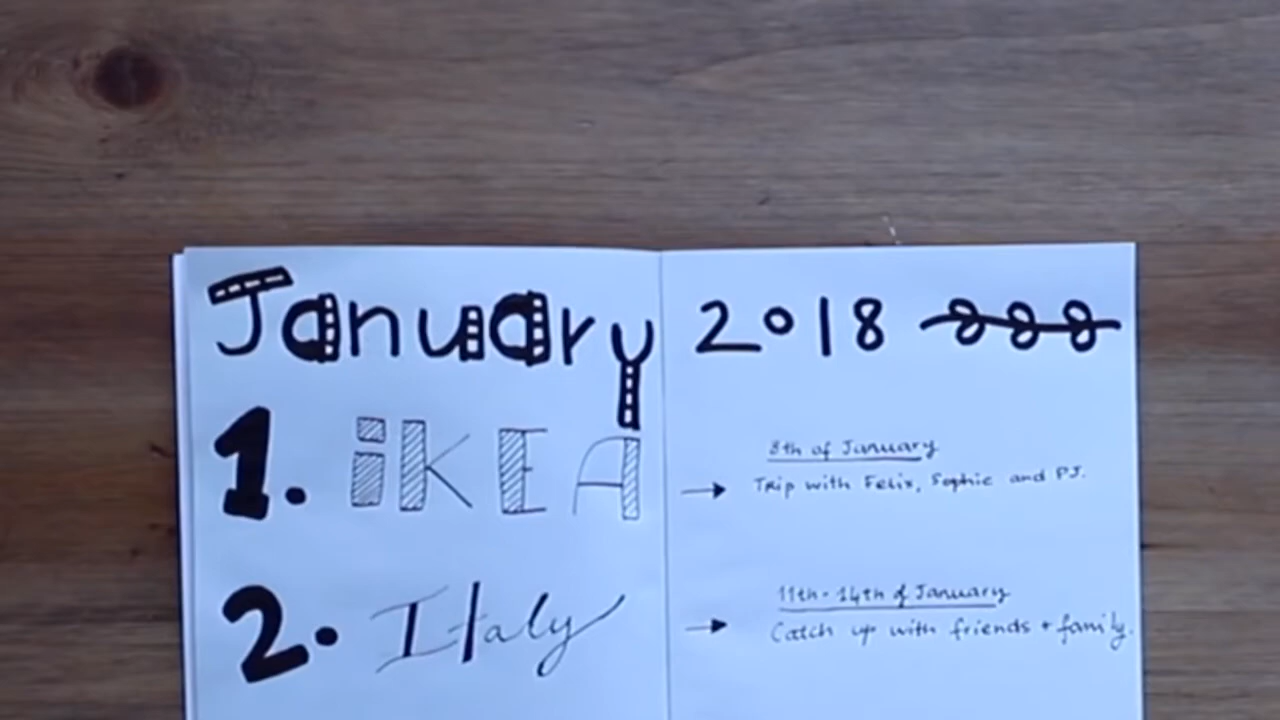 January 2018
1. iKEA
8th of January
→ Trip with Felix, Sophie and PJ.
2. Italy
11th - 14th of January
→ Catch up with friends + family.